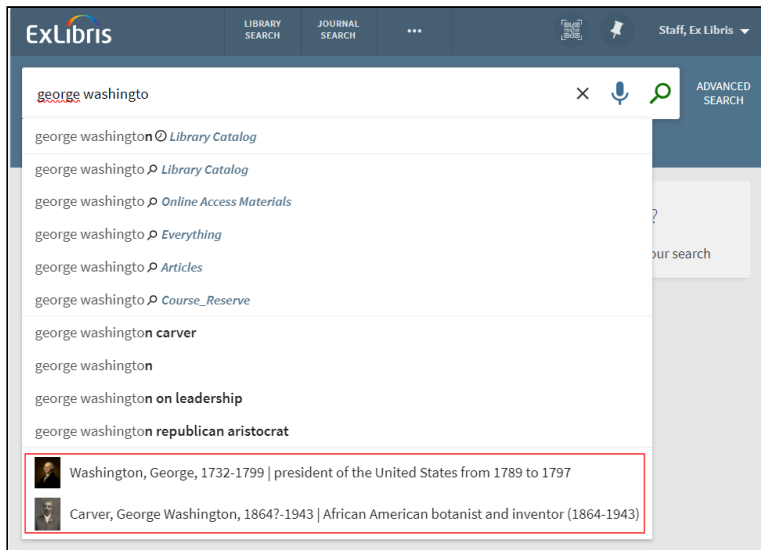 ExLibris
LIBRARY SEARCH
JOURNAL SEARCH
...
Staff, Ex Libris
george washingto
ADVANCED SEARCH
george washington Library Catalog
george washingto Library Catalog
george washingto Online Access Materials
george washingto Everything
george washingto Articles
george washingto Course_Reserve
george washington carver
george washington
george washington on leadership
george washington republican aristocrat
Washington, George, 1732-1799 | president of the United States from 1789 to 1797
Carver, George Washington, 1864?-1943 | African American botanist and inventor (1864-1943)
?
our search